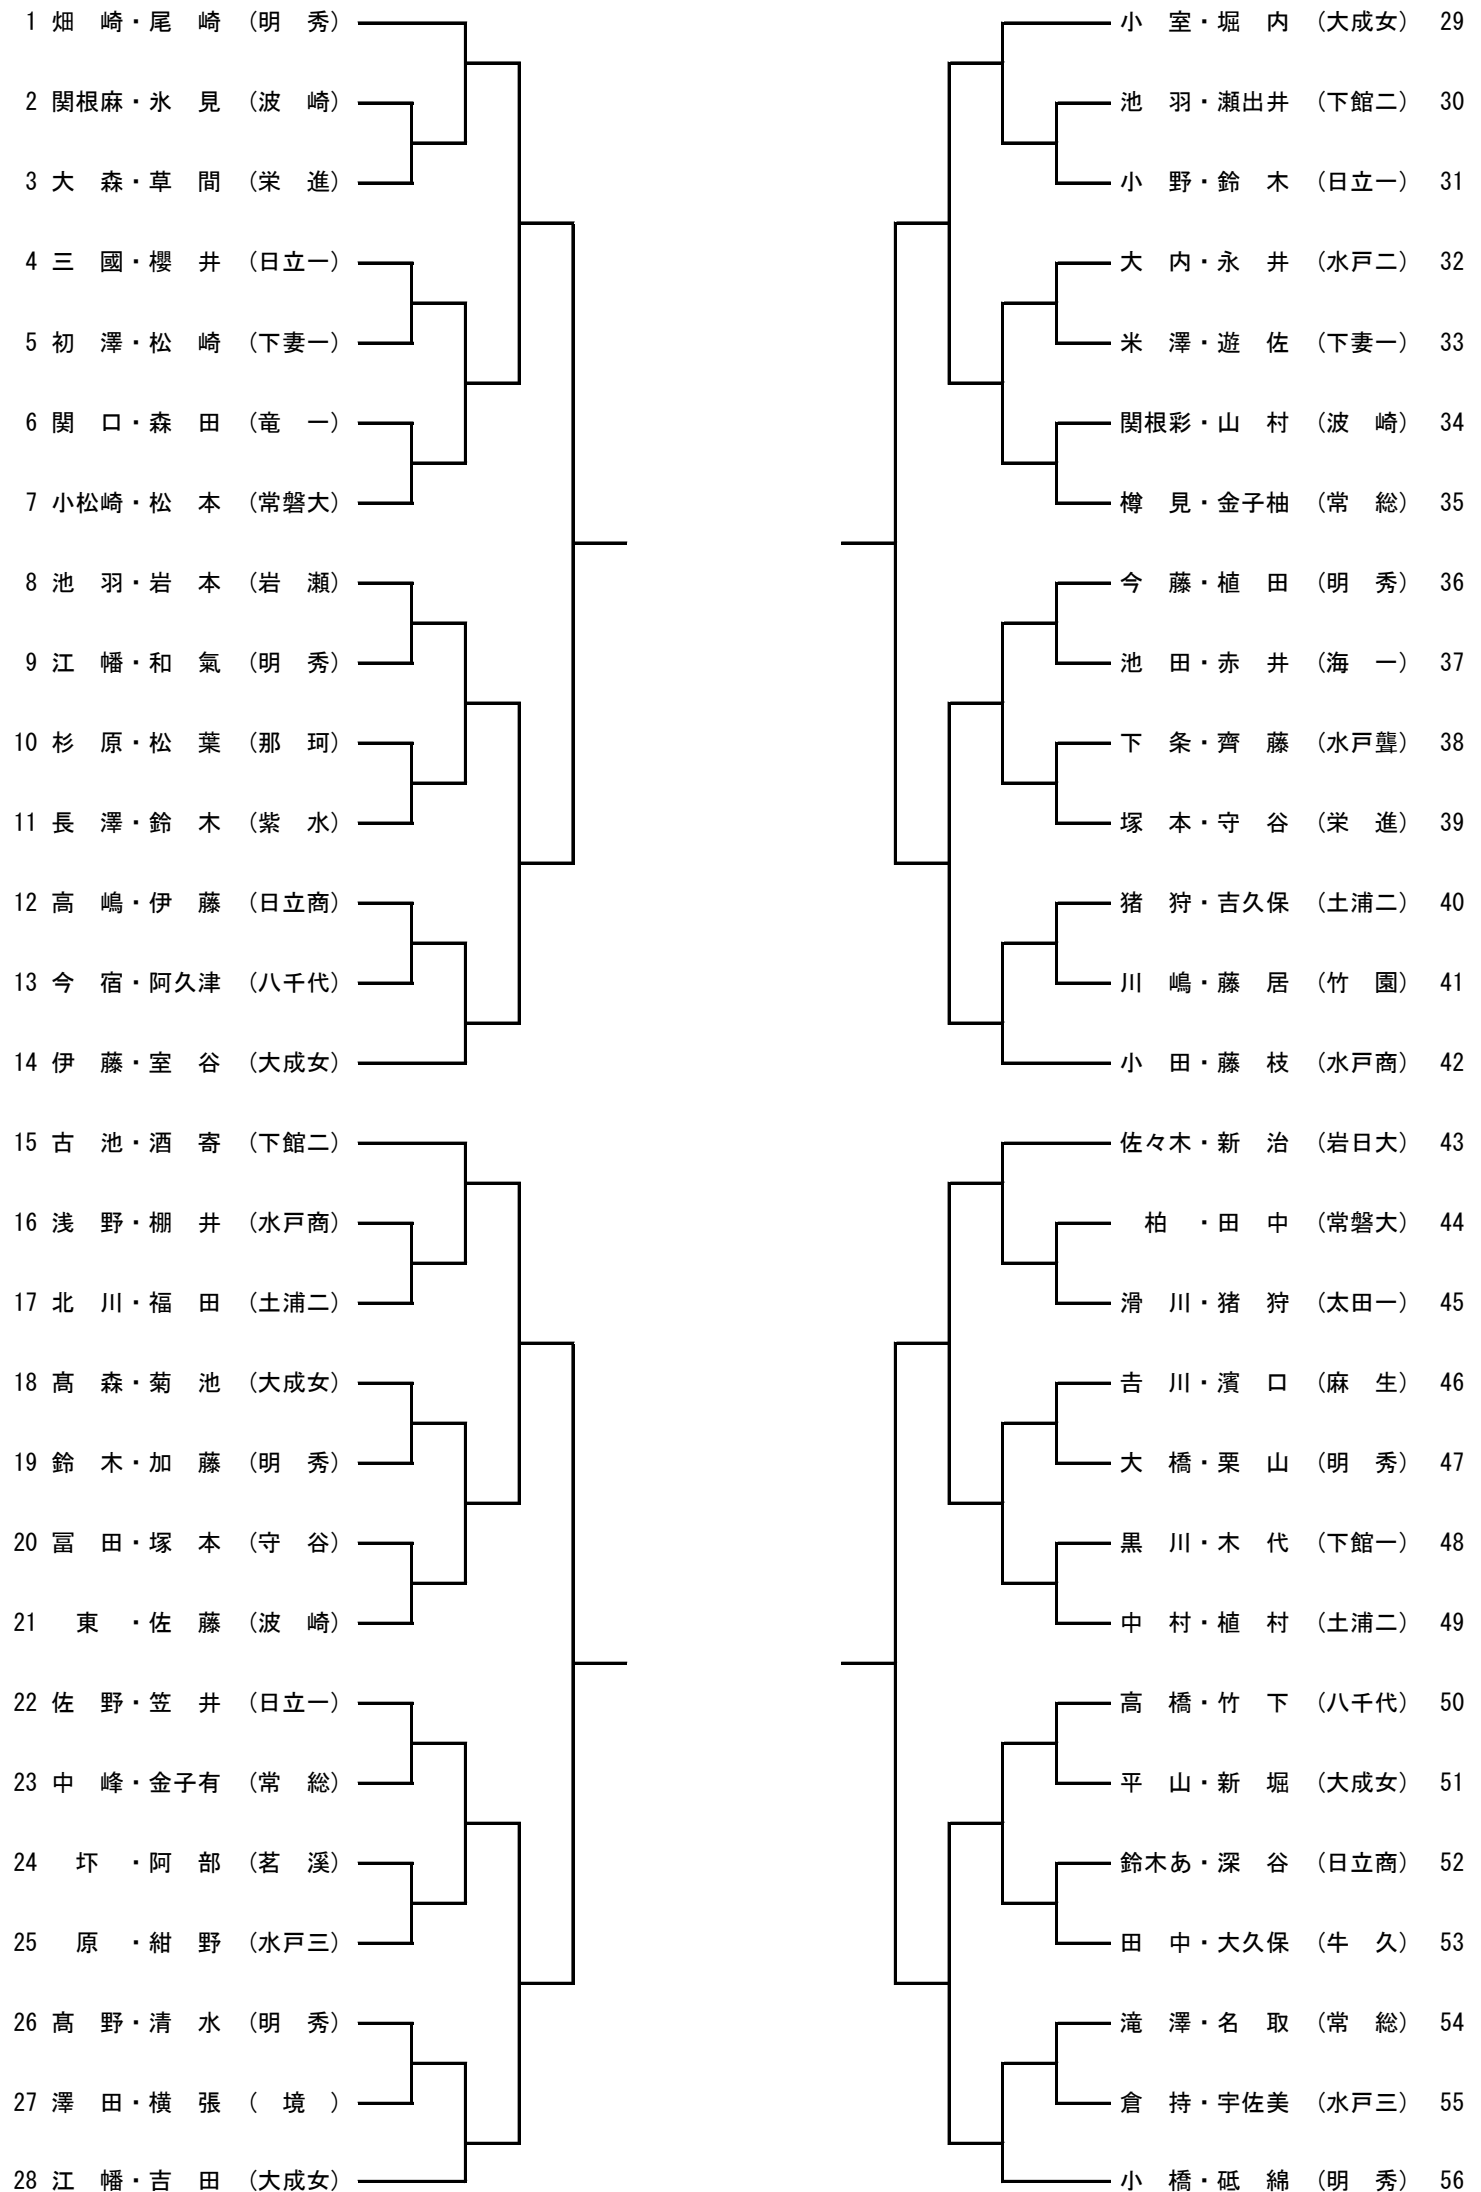 1 畑　崎・尾　崎 （明　秀）
2 関根麻・氷　見 （波　崎）
3 大　森・草　間 （栄　進）
4 三　國・櫻　井 （日立一）
5 初　澤・松　崎 （下妻一）
6 関　口・森　田 （竜　一）
7 小松崎・松　本 （常磐大）
8 池　羽・岩　本 （岩　瀬）
9 江　幡・和　氣 （明　秀）
10 杉　原・松　葉 （那　珂）
11 長　澤・鈴　木 （紫　水）
12 高　嶋・伊　藤 （日立商）
13 今　宿・阿久津 （八千代）
14 伊　藤・室　谷 （大成女）
15 古　池・酒　寄 （下館二）
16 浅　野・棚　井 （水戸商）
17 北　川・福　田 （土浦二）
18 髙　森・菊　池 （大成女）
19 鈴　木・加　藤 （明　秀）
20 冨　田・塚　本 （守　谷）
21 東　・佐　藤 （波　崎）
22 佐　野・笠　井 （日立一）
23 中　峰・金子有 （常　総）
24 圷　・阿　部 （茗　溪）
25 原　・紺　野 （水戸三）
26 髙　野・清　水 （明　秀）
27 澤　田・横　張 （　境　）
28 江　幡・吉　田 （大成女）
小　室・堀　内 （大成女） 29
池　羽・瀬出井 （下館二） 30
小　野・鈴　木 （日立一） 31
大　内・永　井 （水戸二） 32
米　澤・遊　佐 （下妻一） 33
関根彩・山　村 （波　崎） 34
樽　見・金子柚 （常　総） 35
今　藤・植　田 （明　秀） 36
池　田・赤　井 （海　一） 37
下　条・齊　藤 （水戸聾） 38
塚　本・守　谷 （栄　進） 39
猪　狩・吉久保 （土浦二） 40
川　嶋・藤　居 （竹　園） 41
小　田・藤　枝 （水戸商） 42
佐々木・新　治 （岩日大） 43
柏　・田　中 （常磐大） 44
滑　川・猪　狩 （太田一） 45
𠮷　川・濱　口 （麻　生） 46
大　橋・栗　山 （明　秀） 47
黒　川・木　代 （下館一） 48
中　村・植　村 （土浦二） 49
高　橋・竹　下 （八千代） 50
平　山・新　堀 （大成女） 51
鈴木あ・深　谷 （日立商） 52
田　中・大久保 （牛　久） 53
滝　澤・名　取 （常　総） 54
倉　持・宇佐美 （水戸三） 55
小　橋・砥　綿 （明　秀） 56